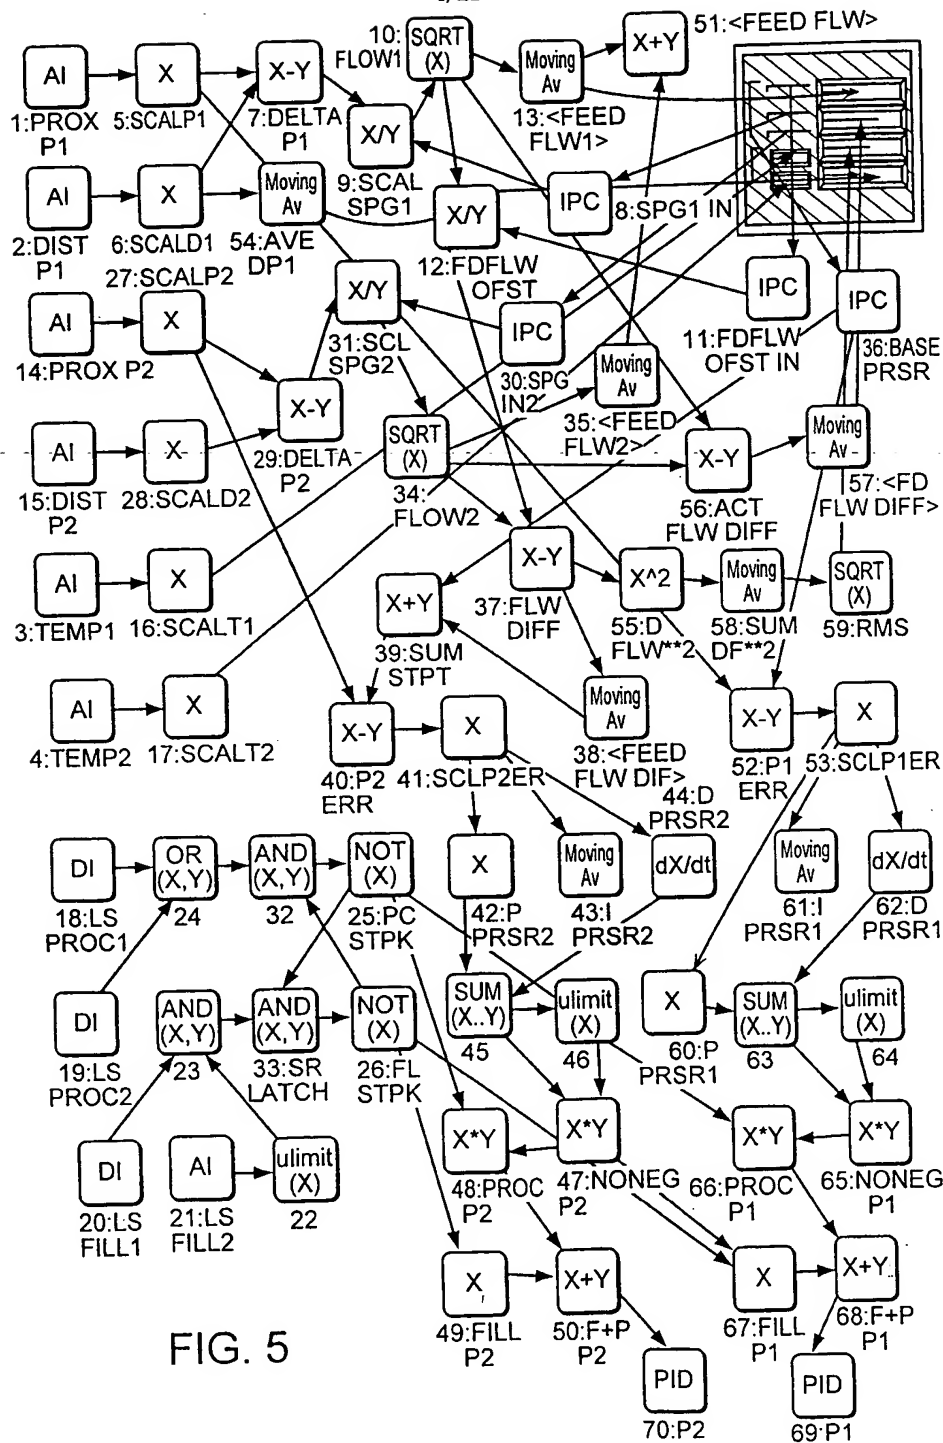 10:
FLOW1
SQRT
(X)
51:<FEED FLW>
X+Y
AI
1:PROX
P1
X
5:SCALP1
X-Y
7:DELTA
P1
Moving
Av
13:<FEED
FLW1>
X/Y
9:SCAL
SPG1
AI
2:DIST
P1
X
6:SCALD1
Moving
Av
54:AVE
DP1
X/Y
12:FDFLW
OFST
IPC
8:SPG1 IN
27:SCALP2
X/Y
31:SCL
SPG2
IPC
11:FDFLW
OFST IN
IPC
36:BASE
PRSR
AI
14:PROX P2
X
IPC
30:SPG
IN2
Moving
Av
35:<FEED
FLW2>
X-Y
29:DELTA
P2
AI
15:DIST
P2
X
28:SCALD2
SQRT
(X)
34:
FLOW2
X-Y
56:ACT
FLW DIFF
Moving
Av
57:<FD
FLW DIFF>
AI
3:TEMP1
X
16:SCALT1
X+Y
39:SUM
STPT
X-Y
37:FLW
DIFF
X^2
55:D
FLW**2
Moving
Av
58:SUM
DF**2
SQRT
(X)
59:RMS
AI
4:TEMP2
X
17:SCALT2
X-Y
40:P2
ERR
X
41:SCLP2ER
Moving
Av
38:<FEED
FLW DIF>
X-Y
52:P1
ERR
X
53:SCLP1ER
44:D
PRSR2
DI
18:LS
PROC1
OR
(X,Y)
24
AND
(X,Y)
32
NOT
(X)
25:PC
STPK
X
42:P
PRSR2
Moving
Av
43:I
PRSR2
dX/dt
Moving
Av
61:I
PRSR1
dX/dt
62:D
PRSR1
DI
19:LS
PROC2
AND
(X,Y)
23
AND
(X,Y)
33:SR
LATCH
NOT
(X)
26:FL
STPK
SUM
(X..Y)
45
ulimit
(X)
46
X
60:P
PRSR1
SUM
(X..Y)
63
ulimit
(X)
64
DI
20:LS
FILL1
AI
21:LS
FILL2
ulimit
(X)
22
X*Y
48:PROC
P2
X*Y
47:NONEG
P2
X*Y
66:PROC
P1
X*Y
65:NONEG
P1
X
49:FILL
P2
X+Y
50:F+P
P2
X
67:FILL
P1
X+Y
68:F+P
P1
FIG. 5
PID
70:P2
PID
69:P1